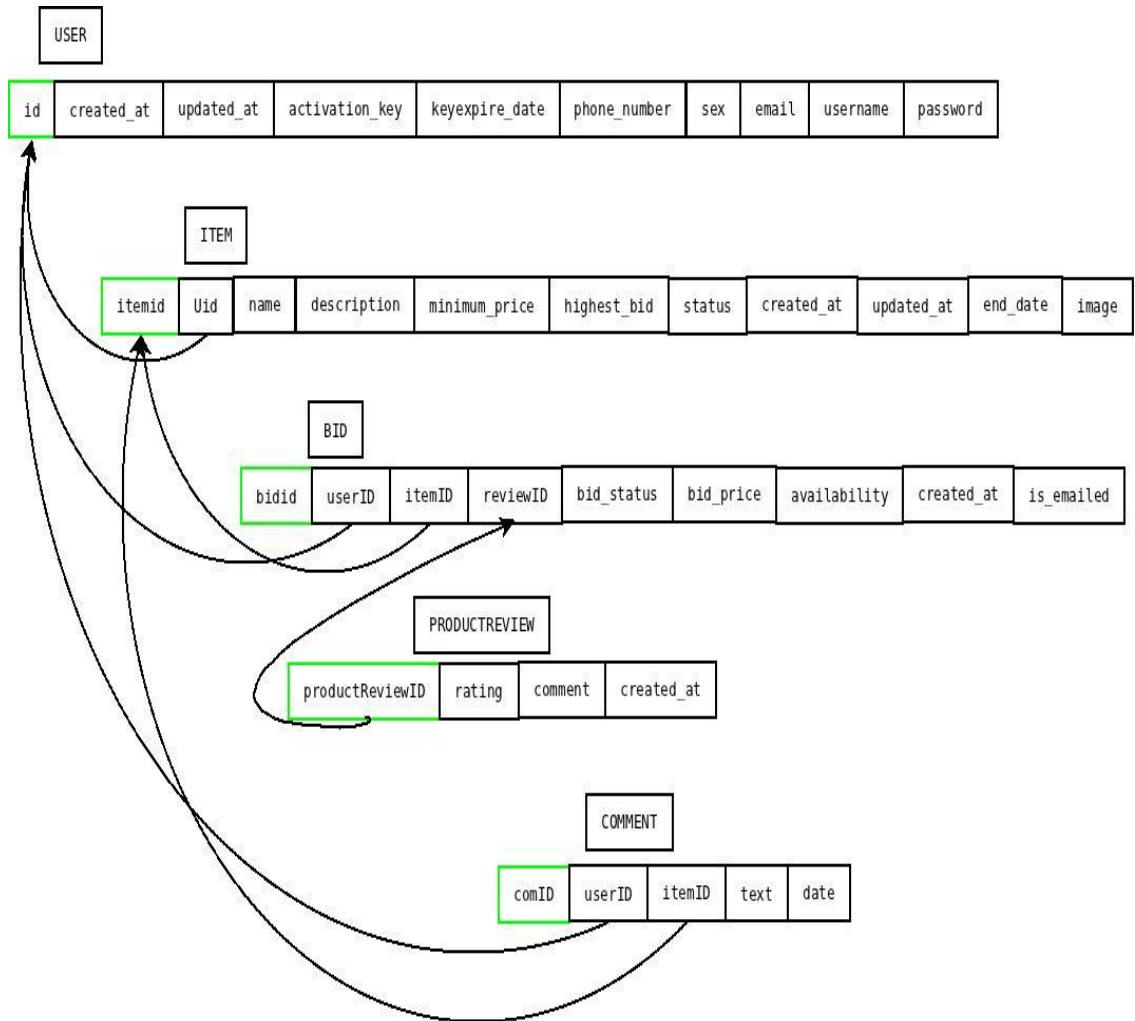 USER
id created_at updated_at activation_key keyexpire_date phone_number sex email username password
ITEM
itemid Uid name description minimum_price highest_bid status created_at updated_at end_date image
BID
bidid userID itemID reviewID bid_status bid_price availability created_at is_emailed
PRODUCTREVIEW
productReviewID rating comment created_at
COMMENT
comID userID itemID text date